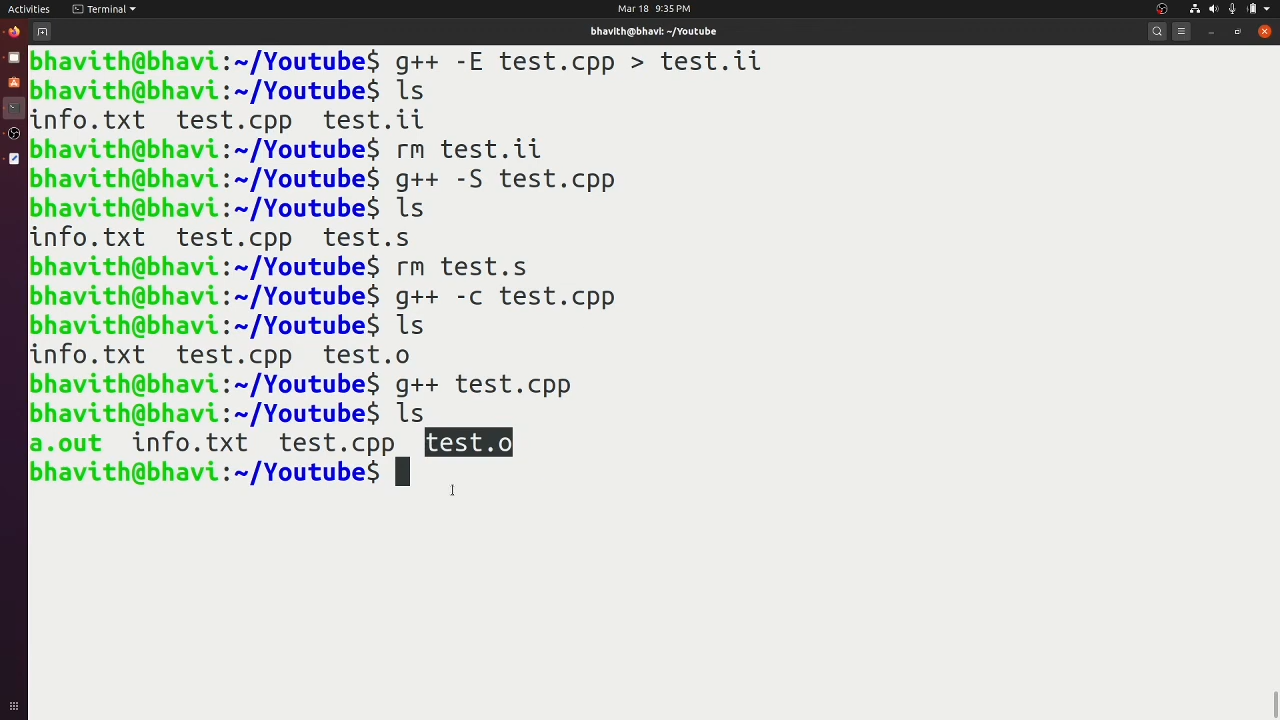 Activities Terminal Mar 18 9:35 PM
bhavith@bhavi: ~/Youtube
bhavith@bhavi:~/Youtube$ g++ -E test.cpp > test.ii
bhavith@bhavi:~/Youtube$ ls
info.txt test.cpp test.ii
bhavith@bhavi:~/Youtube$ rm test.ii
bhavith@bhavi:~/Youtube$ g++ -S test.cpp
bhavith@bhavi:~/Youtube$ ls
info.txt test.cpp test.s
bhavith@bhavi:~/Youtube$ rm test.s
bhavith@bhavi:~/Youtube$ g++ -c test.cpp
bhavith@bhavi:~/Youtube$ ls
info.txt test.cpp test.o
bhavith@bhavi:~/Youtube$ g++ test.cpp
bhavith@bhavi:~/Youtube$ ls
a.out info.txt test.cpp test.o
bhavith@bhavi:~/Youtube$